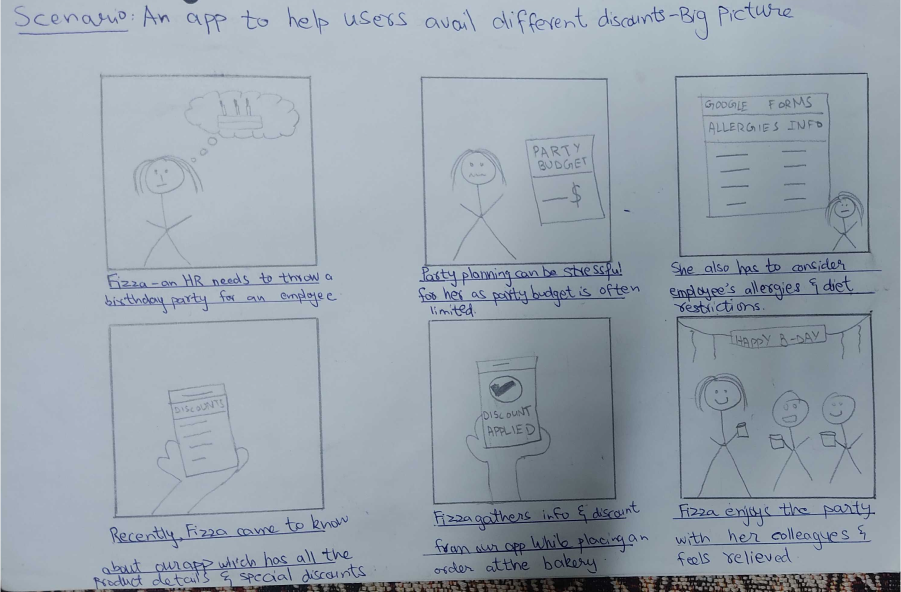 Scenario: An app to help users avail different discounts-Big Picture
Fizza-an HR needs to throw a
birthday party for an employee
PARTY
BUDGET
-$
Party planning can be stressful
for her as party budget is often
limited.
GOOGLE FORMS
ALLERGIES INFO
She also has to consider
employee's allergies & diet
restrictions.
DISCOUNTS
Recently, Fizza came to know
about our app which has all the
product details & special discounts
DISCOUNT
APPLIED
Fizza gathers info & discount
from our app while placing an
order at the bakery.
HAPPY B-DAY
Fizza enjoys the party
with her colleagues &
feels relieved